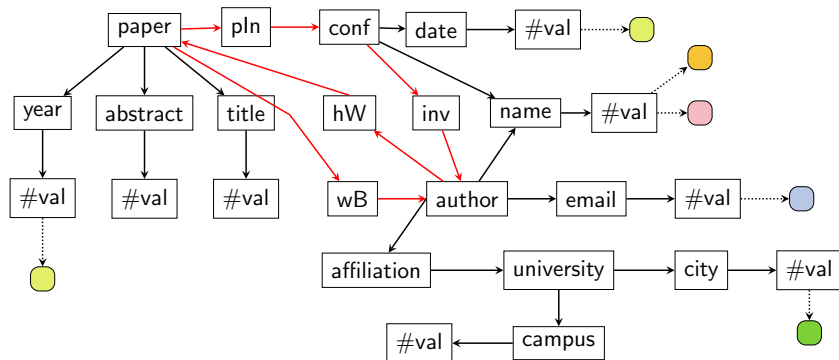 paper
pIn
conf
date
#val
year
abstract
title
hW
inv
name
#val
#val
#val
#val
wB
author
email
#val
affiliation
university
city
#val
#val
campus